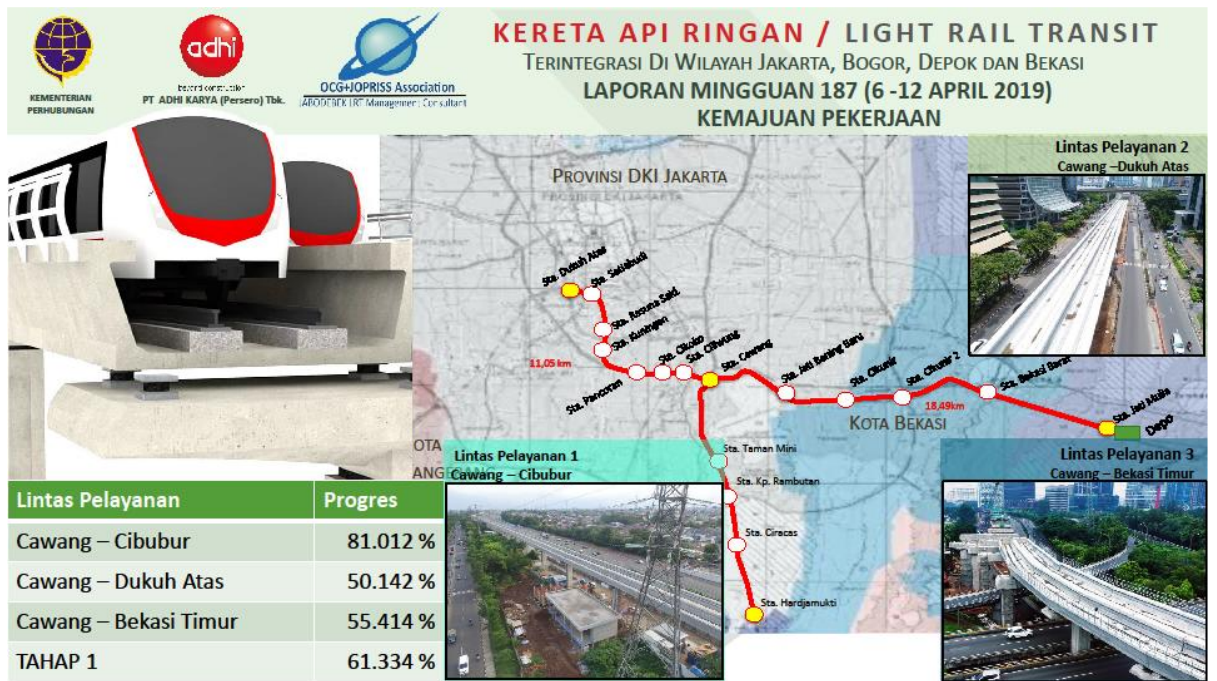 KEMENTERIAN
PERHUBUNGAN
adhi
beyond construction
PT ADHI KARYA (Persero) Tbk.
OCG+JOPRISS Association
JABODEBEK LRT Management Consultant
KERETA API RINGAN / LIGHT RAIL TRANSIT
TERINTEGRASI DI WILAYAH JAKARTA, BOGOR, DEPOK DAN BEKASI
LAPORAN MINGGUAN 187 (6 -12 APRIL 2019)
KEMAJUAN PEKERJAAN
PROVINSI DKI JAKARTA
Lintas Pelayanan 2
Cawang –Dukuh Atas
Sta. Dukuh Atas
Sta. Setiabudi
Sta. Rasuna Said
Sta. Kuningan
11,05 km
Sta. Pancoran
Sta. Cikoko
Sta. Ciliwung
Sta. Cawang
Sta. Jati Bening Baru
Sta. Cikunir
Sta. Cikunir 2
Sta. Bekasi Barat
18,49km
KOTA BEKASI
Sta. Jati Mulia
Depo
OTA
ANGERANG
Lintas Pelayanan 1
Cawang – Cibubur
Sta. Taman Mini
Sta. Kp. Rambutan
Sta. Ciracas
Sta. Hardjamukti
Lintas Pelayanan 3
Cawang – Bekasi Timur
Lintas Pelayanan Progres
Cawang – Cibubur 81.012 %
Cawang – Dukuh Atas 50.142 %
Cawang – Bekasi Timur 55.414 %
TAHAP 1 61.334 %